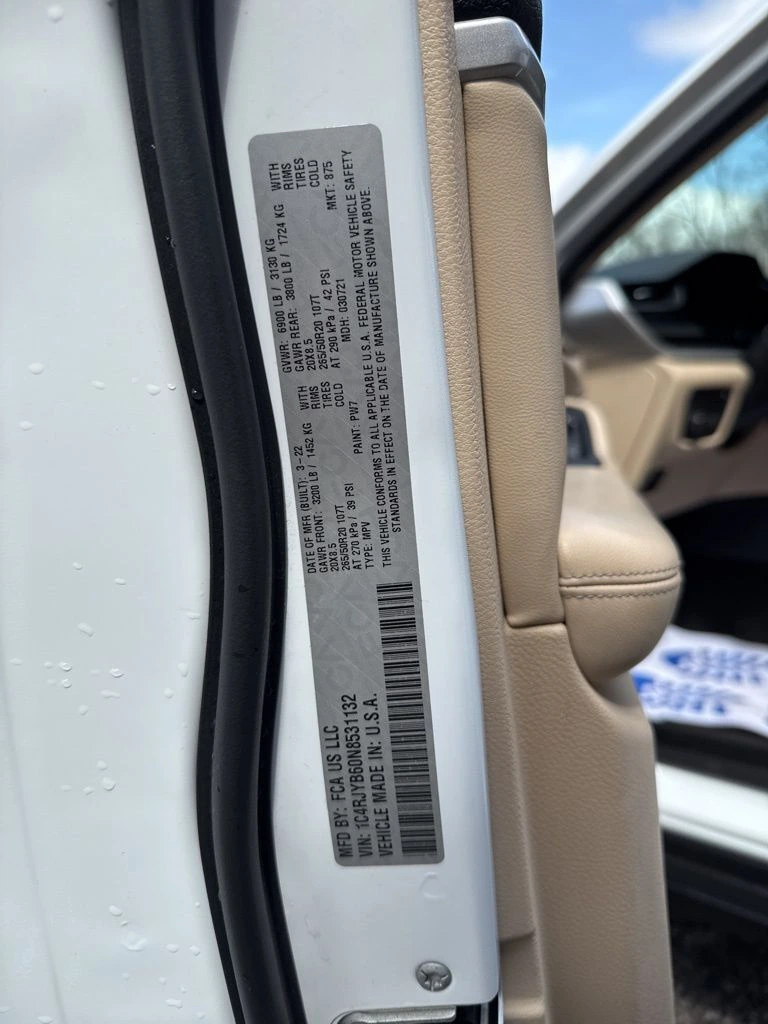 MFD BY: FCA US LLC
VIN: 1C4RJYB60N8531132
VEHICLE MADE IN: U.S.A.
DATE OF MFR (BUILT): 3-22
GAWR FRONT: 3200 LB / 1452 KG WITH
20X8.5 RIMS
265/50R20 107T TIRES
AT 270 kPa / 39 PSI COLD
TYPE: MPV PAINT: PW7
GVWR: 6900 LB / 3130 KG
GAWR REAR: 3800 LB / 1724 KG WITH
20X8.5 RIMS
265/50R20 107T TIRES
AT 290 kPa / 42 PSI COLD
MDH: 030721 MKT: 875
THIS VEHICLE CONFORMS TO ALL APPLICABLE U.S.A. FEDERAL MOTOR VEHICLE SAFETY
STANDARDS IN EFFECT ON THE DATE OF MANUFACTURE SHOWN ABOVE.